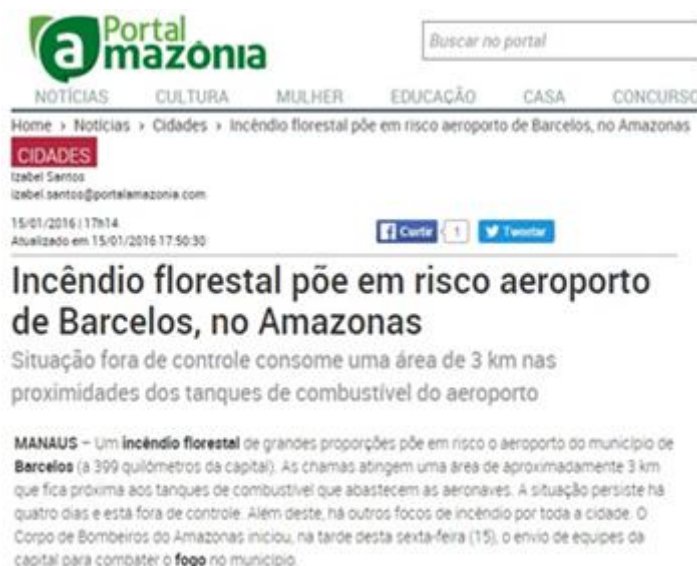 Portal
amazônia
Buscar no portal
NOTÍCIAS CULTURA MULHER EDUCAÇÃO CASA CONCURSO
Home › Notícias › Cidades › Incêndio florestal põe em risco aeroporto de Barcelos, no Amazonas
CIDADES
Izabel Santos
izabel.santos@portalamazonia.com
15/01/2016 | 17h14
Atualizado em 15/01/2016 17:50:30
Curtir 1 Tweetar
Incêndio florestal põe em risco aeroporto
de Barcelos, no Amazonas
Situação fora de controle consome uma área de 3 km nas
proximidades dos tanques de combustível do aeroporto
MANAUS – Um incêndio florestal de grandes proporções põe em risco o aeroporto do município de
Barcelos (a 399 quilômetros da capital). As chamas atingem uma área de aproximadamente 3 km
que fica próxima aos tanques de combustível que abastecem as aeronaves. A situação persiste há
quatro dias e está fora de controle. Além deste, há outros focos de incêndio por toda a cidade. O
Corpo de Bombeiros do Amazonas iniciou, na tarde desta sexta-feira (15), o envio de equipes da
capital para combater o fogo no município.